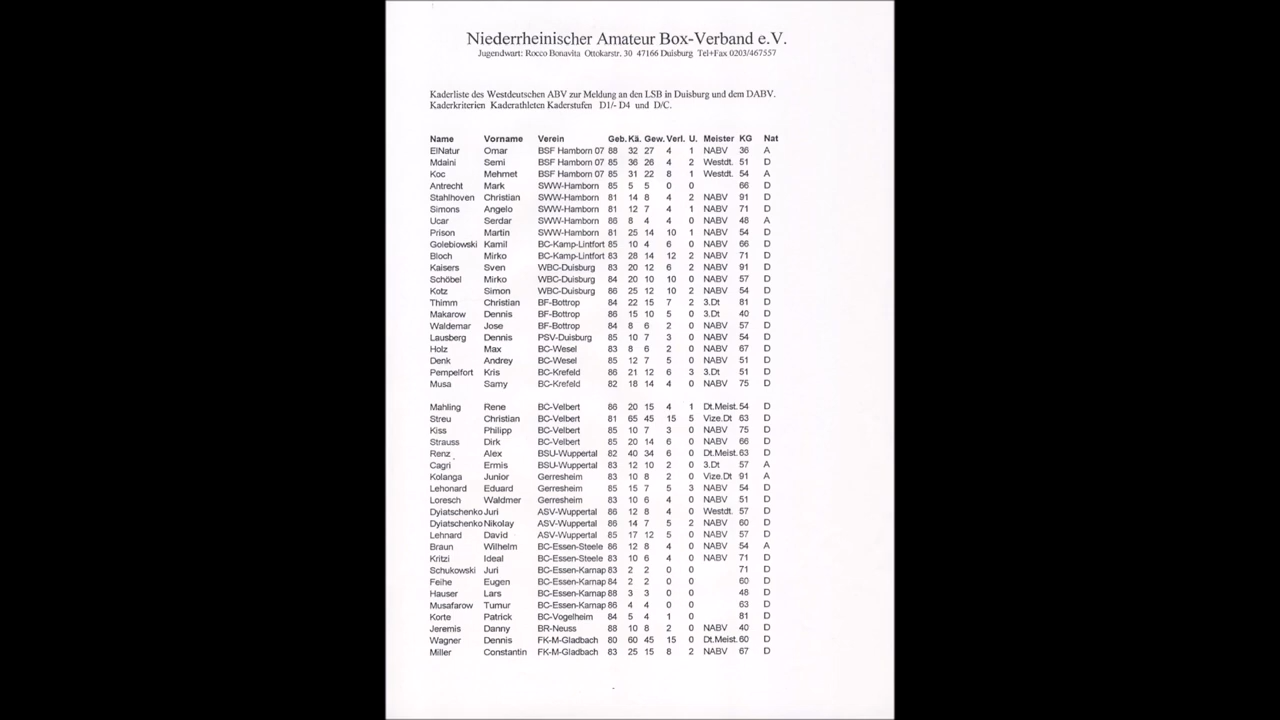 Niederrheinischer Amateur Box-Verband e.V.
Jugendwart: Rocco Bonavita Ottokarstr. 30 47166 Duisburg Tel+Fax 0203/467557
Kaderliste des Westdeutschen ABV zur Meldung an den LSB in Duisburg und dem DABV.
Kaderkriterien Kaderathleten Kaderstufen D1/- D4 und D/C.
Name Vorname Verein Geb. Kä. Gew. Verl. U. Meister KG Nat
ElNatur Omar BSF Hamborn 07 88 32 27 4 1 NABV 36 A
Mdaini Semi BSF Hamborn 07 85 36 26 4 2 Westdt. 51 D
Koc Mehmet BSF Hamborn 07 85 31 22 8 1 Westdt. 54 A
Antrecht Mark SWW-Hamborn 85 5 5 0 0 66 D
Stahlhoven Christian SWW-Hamborn 81 14 8 4 2 NABV 91 D
Simons Angelo SWW-Hamborn 81 12 7 4 1 NABV 71 D
Ucar Serdar SWW-Hamborn 86 8 4 4 0 NABV 48 A
Prison Martin SWW-Hamborn 81 25 14 10 1 NABV 54 D
Golebiowski Kamil BC-Kamp-Lintfort 85 10 4 6 0 NABV 66 D
Bloch Mirko BC-Kamp-Lintfort 83 28 14 12 2 NABV 71 D
Kaisers Sven WBC-Duisburg 83 20 12 6 2 NABV 91 D
Schöbel Mirko WBC-Duisburg 84 20 10 10 0 NABV 57 D
Kotz Simon WBC-Duisburg 86 25 12 10 2 NABV 54 D
Thimm Christian BF-Bottrop 84 22 15 7 2 3.Dt 81 D
Makarow Dennis BF-Bottrop 86 15 10 5 0 3.Dt 40 D
Waldemar Jose BF-Bottrop 84 8 6 2 0 NABV 57 D
Lausberg Dennis PSV-Duisburg 85 10 7 3 0 NABV 54 D
Holz Max BC-Wesel 83 8 6 2 0 NABV 67 D
Denk Andrey BC-Wesel 85 12 7 5 0 NABV 51 D
Pempelfort Kris BC-Krefeld 86 21 12 6 3 3.Dt 51 D
Musa Samy BC-Krefeld 82 18 14 4 0 NABV 75 D
Mahling Rene BC-Velbert 86 20 15 4 1 Dt.Meist. 54 D
Streu Christian BC-Velbert 81 65 45 15 5 Vize.Dt 63 D
Kiss Philipp BC-Velbert 85 10 7 3 0 NABV 75 D
Strauss Dirk BC-Velbert 85 20 14 6 0 NABV 66 D
Renz Alex BSU-Wuppertal 82 40 34 6 0 Dt.Meist. 63 D
Cagri Ermis BSU-Wuppertal 83 12 10 2 0 3.Dt 57 A
Kolanga Junior Gerresheim 83 10 8 2 0 Vize.Dt 91 A
Lehonard Eduard Gerresheim 85 15 7 5 3 NABV 54 D
Loresch Waldmer Gerresheim 83 10 6 4 0 NABV 51 D
Dyiatschenko Juri ASV-Wuppertal 86 12 8 4 0 Westdt. 57 D
Dyiatschenko Nikolay ASV-Wuppertal 86 14 7 5 2 NABV 60 D
Lehnard David ASV-Wuppertal 85 17 12 5 0 NABV 57 D
Braun Wilhelm BC-Essen-Steele 86 12 8 4 0 NABV 54 A
Kritzi Ideal BC-Essen-Steele 83 10 6 4 0 NABV 71 D
Schukowski Juri BC-Essen-Karnap 83 2 2 0 0 71 D
Feihe Eugen BC-Essen-Karnap 84 2 2 0 0 60 D
Hauser Lars BC-Essen-Karnap 88 3 3 0 0 48 D
Musafarow Tumur BC-Essen-Karnap 86 4 4 0 0 63 D
Korte Patrick BC-Vogelheim 84 5 4 1 0 81 D
Jeremis Danny BR-Neuss 88 10 8 2 0 NABV 40 D
Wagner Dennis FK-M-Gladbach 80 60 45 15 0 Dt.Meist. 60 D
Miller Constantin FK-M-Gladbach 83 25 15 8 2 NABV 67 D